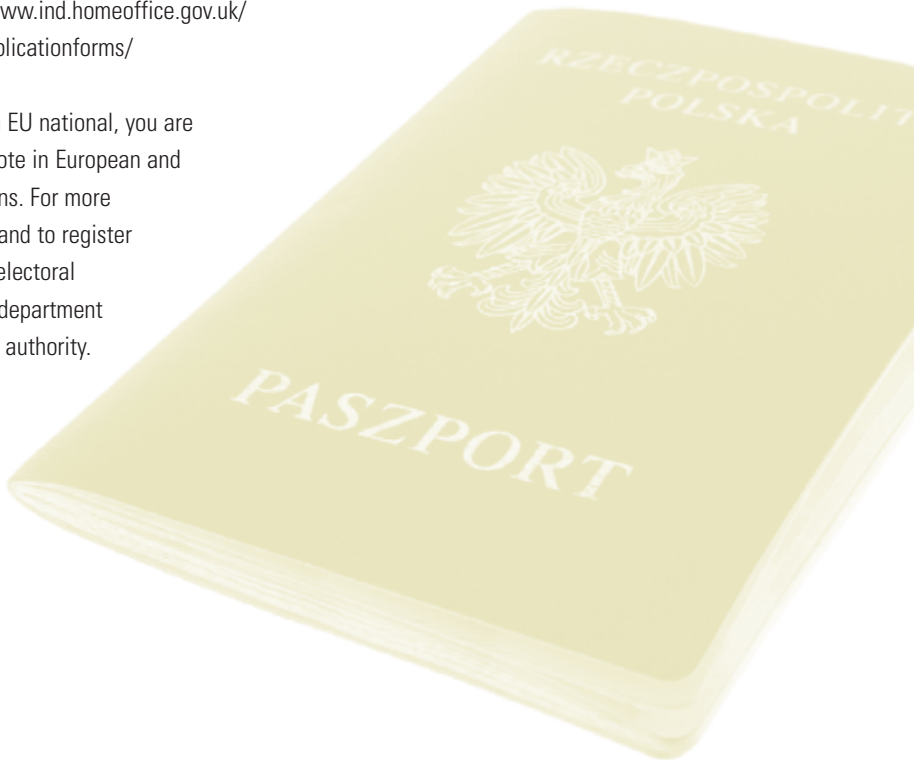 ww.ind.homeoffice.gov.uk/
plicationforms/
EU national, you are
ote in European and
ns. For more
and to register
electoral
department
authority.
RZECZPOSPOLIT
POLSKA
PASZPORT